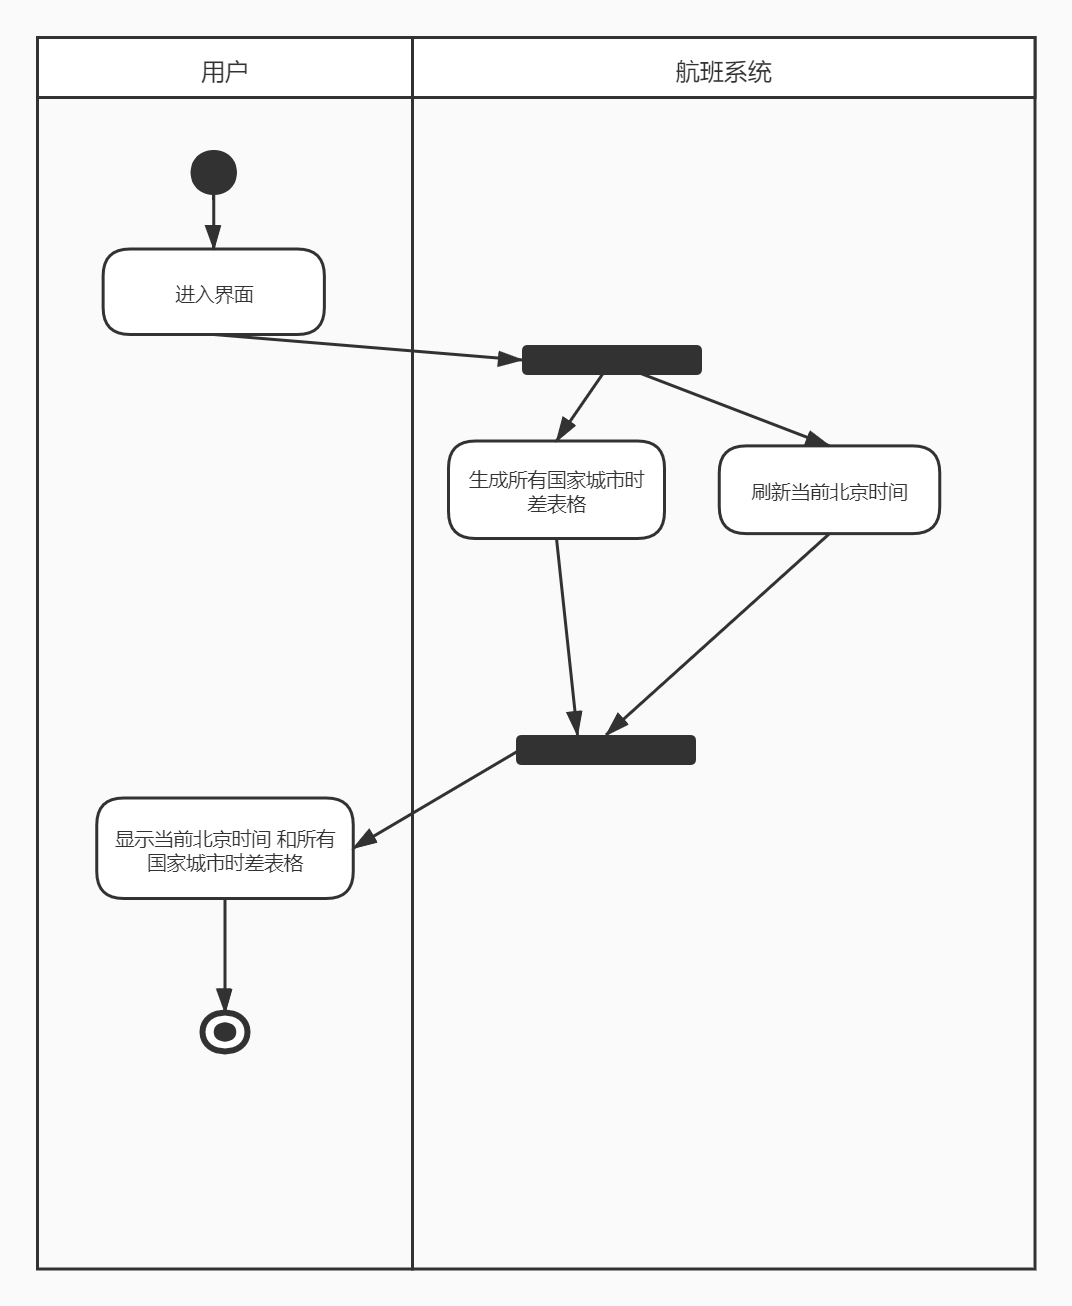 用户
航班系统
进入界面
生成所有国家城市时
差表格
刷新当前北京时间
显示当前北京时间 和所有
国家城市时差表格